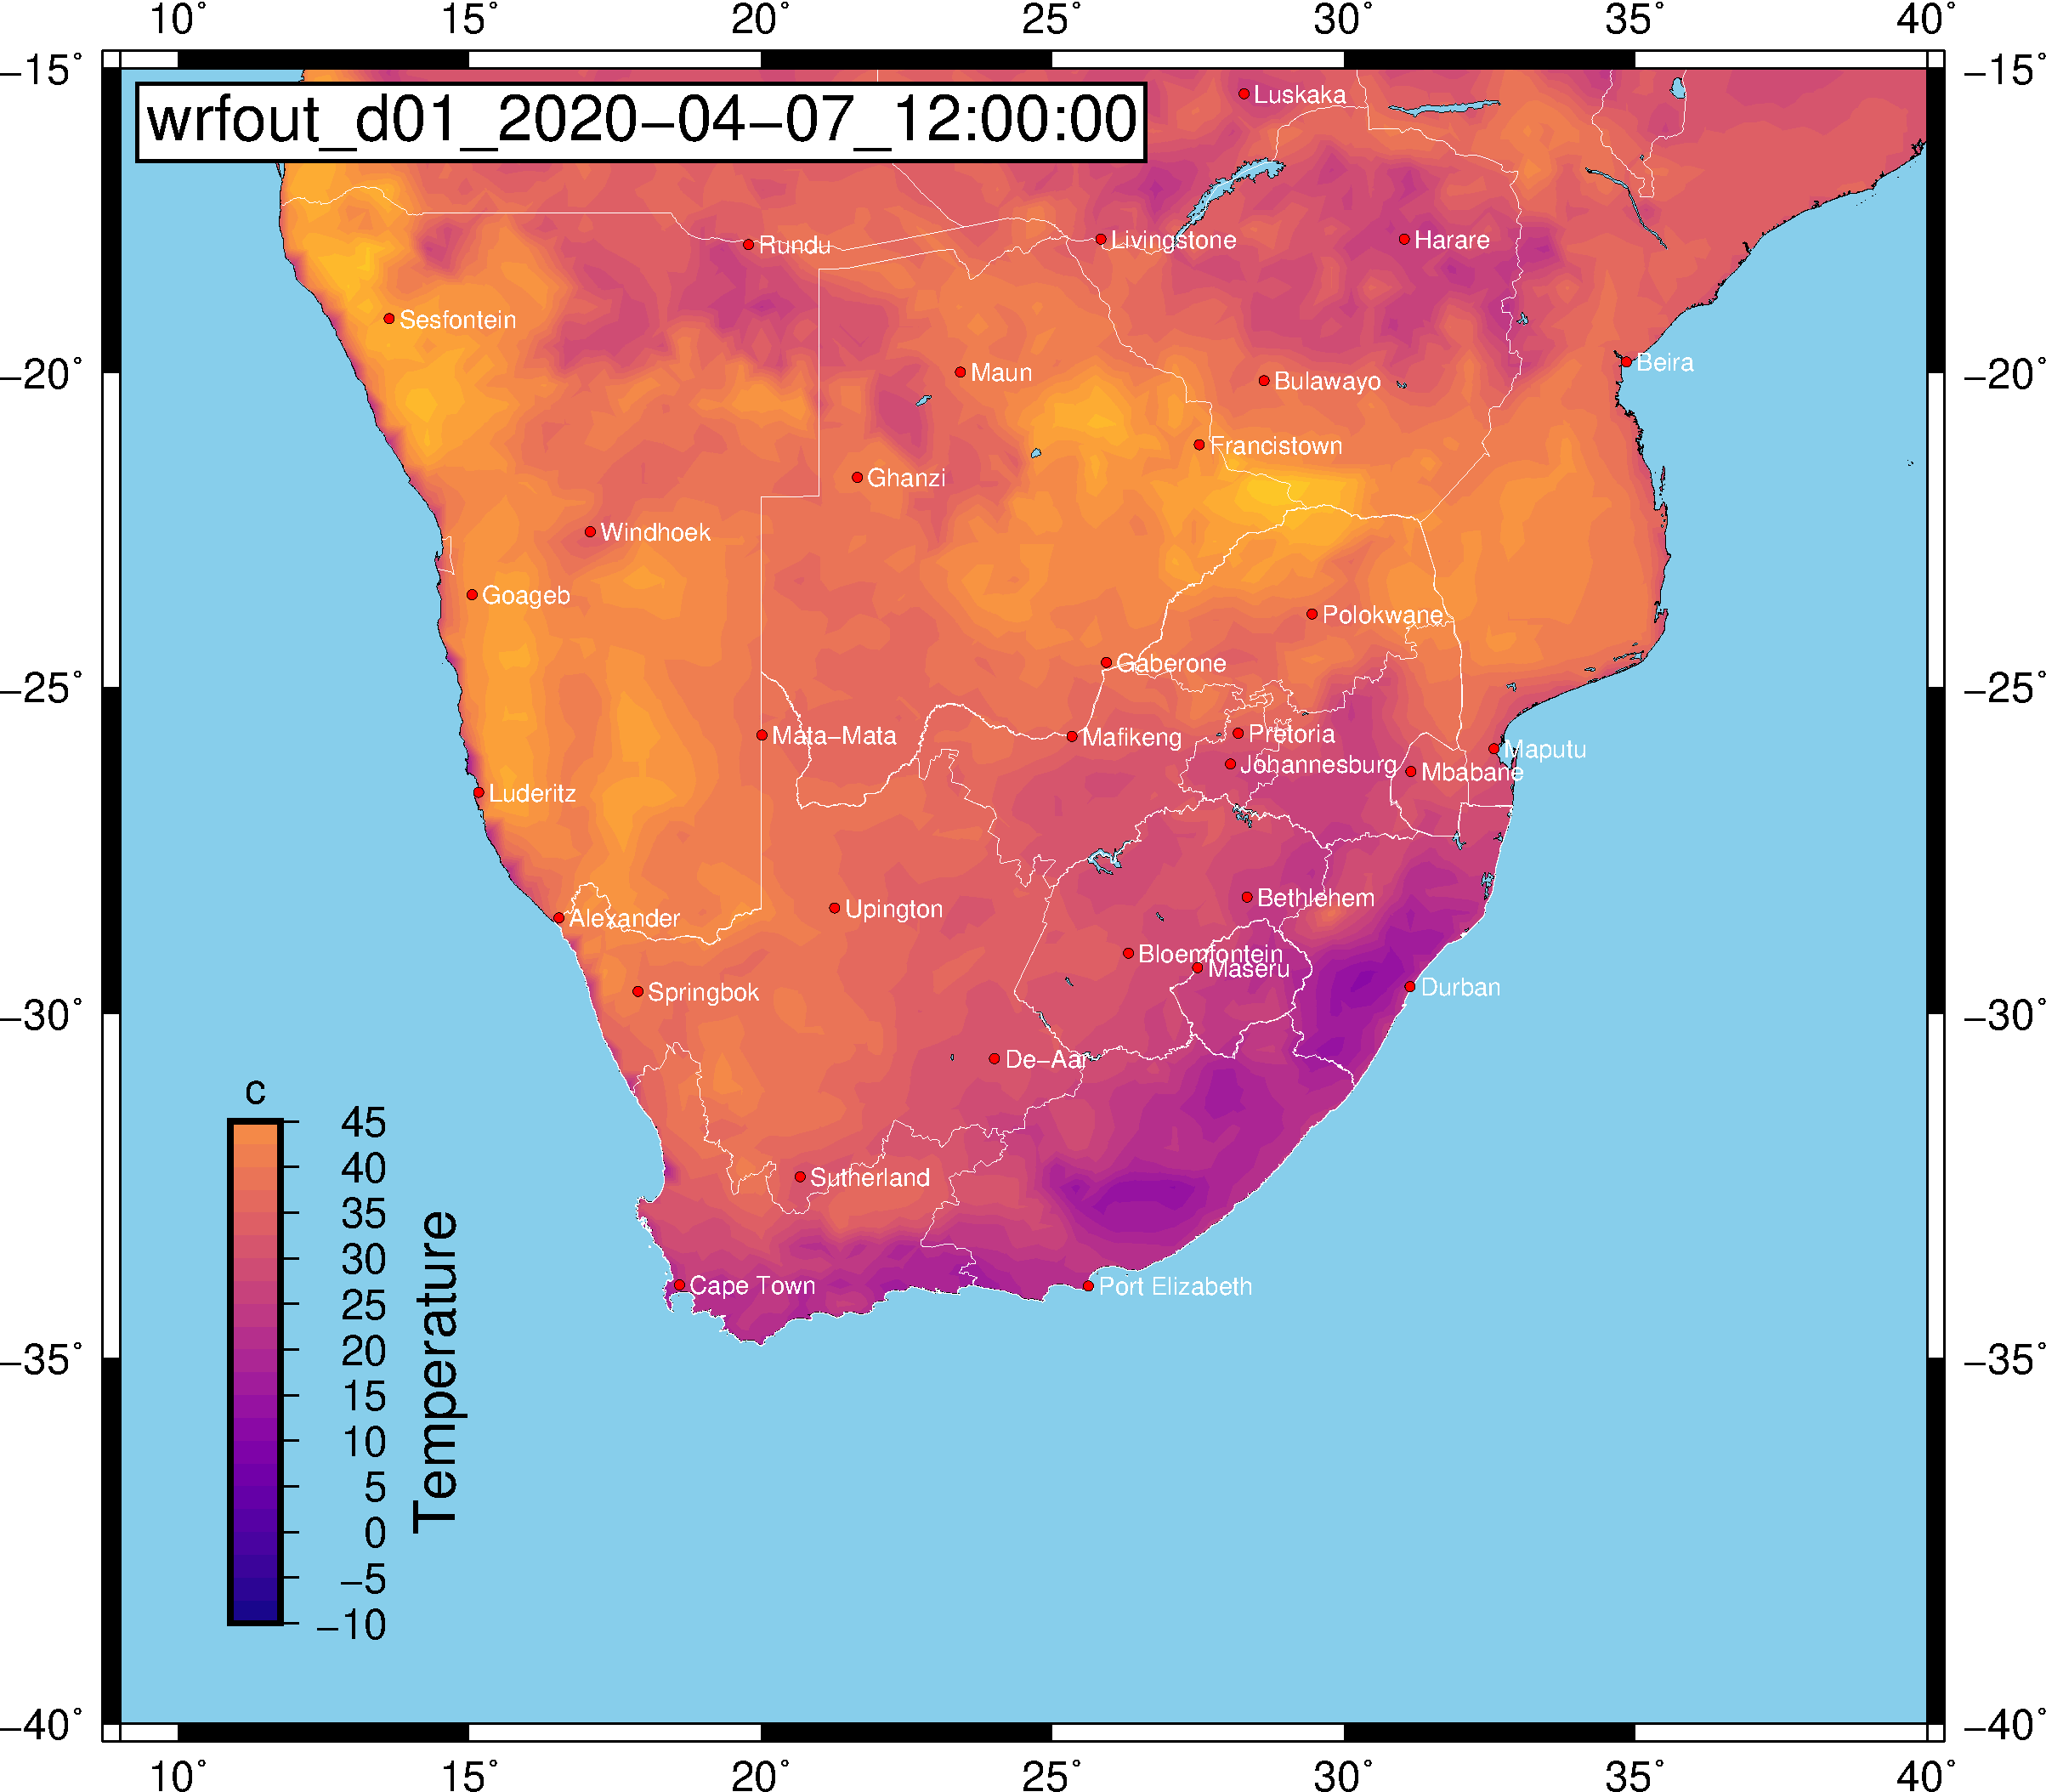 10° 15° 20° 25° 30° 35° 40°
−15° −15°
wrfout_d01_2020−04−07_12:00:00
Luskaka
Rundu
Livingstone
Harare
Sesfontein
Beira
−20° −20°
Maun
Bulawayo
Francistown
Ghanzi
Windhoek
Goageb
Polokwane
Gaberone
−25° −25°
Mata−Mata
Mafikeng
Pretoria
Maputu
Johannesburg
Mbabane
Luderitz
Bethlehem
Upington
Alexander
Bloemfontein
Maseru
Durban
Springbok
−30° −30°
De−Aar
Sutherland
Cape Town
Port Elizabeth
−35° −35°
c
45
40
35
30
25
20
15
10
5
0
−5
−10
Temperature
−40° −40°
10° 15° 20° 25° 30° 35° 40°